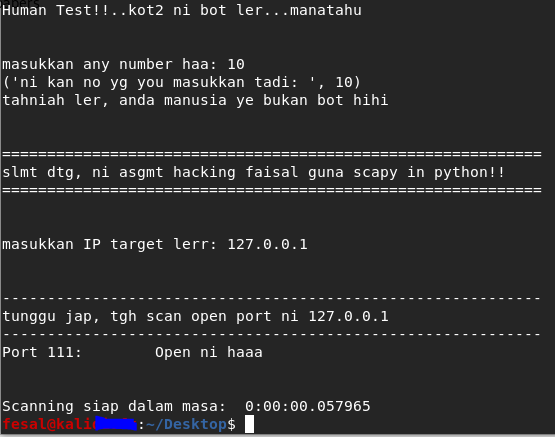 Human Test!!..kot2 ni bot ler...manatahu
masukkan any number haa: 10
('ni kan no yg you masukkan tadi: ', 10)
tahniah ler, anda manusia ye bukan bot hihi
============================================================
slmt dtg, ni asgmt hacking faisal guna scapy in python!!
============================================================
masukkan IP target lerr: 127.0.0.1
------------------------------------------------------------
tunggu jap, tgh scan open port ni 127.0.0.1
------------------------------------------------------------
Port 111:        Open ni haaa
Scanning siap dalam masa:  0:00:00.057965
fesal@kali :~/Desktop$